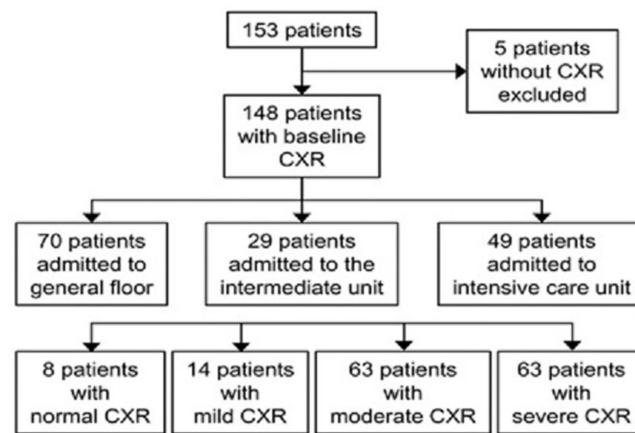 153 patients
5 patients
without CXR
excluded
148 patients
with baseline
CXR
70 patients
admitted to
general floor
29 patients
admitted to the
intermediate unit
49 patients
admitted to
intensive care unit
8 patients
with
normal CXR
14 patients
with
mild CXR
63 patients
with
moderate CXR
63 patients
with
severe CXR